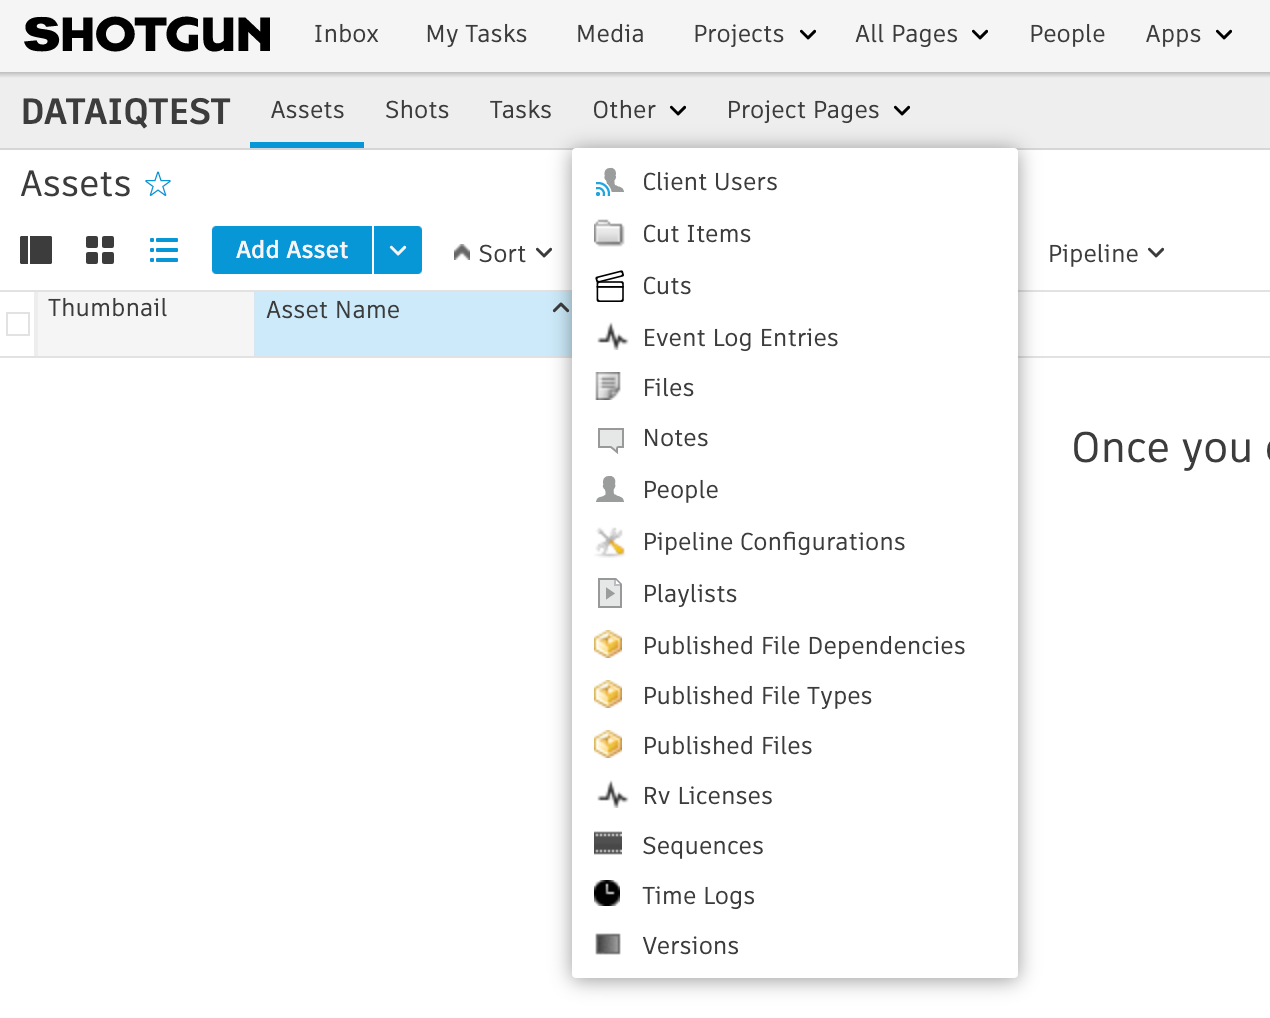 SHOTGUN Inbox My Tasks Media Projects All Pages People Apps
DATAIQTEST Assets Shots Tasks Other Project Pages
Assets
Add Asset Sort Pipeline
Thumbnail Asset Name
Once you
Client Users
Cut Items
Cuts
Event Log Entries
Files
Notes
People
Pipeline Configurations
Playlists
Published File Dependencies
Published File Types
Published Files
Rv Licenses
Sequences
Time Logs
Versions